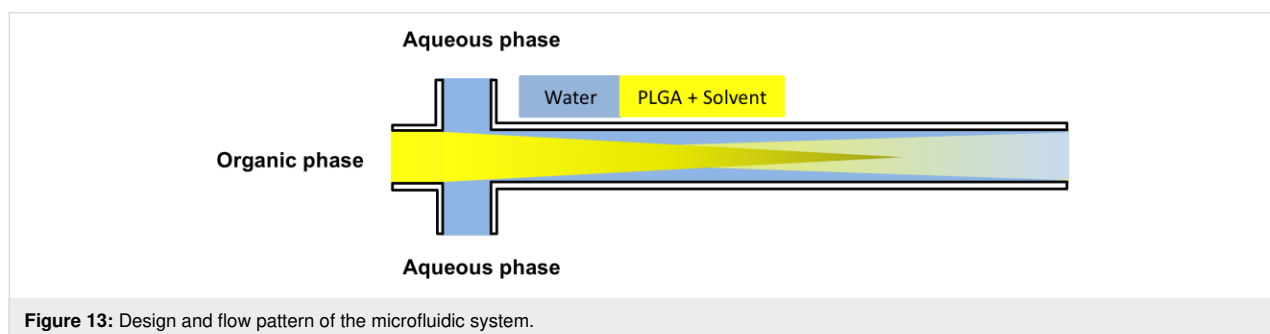 Aqueous phase
Water PLGA + Solvent
Organic phase
Aqueous phase
Figure 13: Design and flow pattern of the microfluidic system.